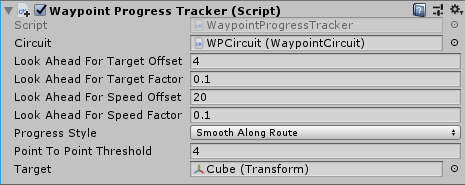 Waypoint Progress Tracker (Script)
Script WaypointProgressTracker
Circuit WPCircuit (WaypointCircuit)
Look Ahead For Target Offset 4
Look Ahead For Target Factor 0.1
Look Ahead For Speed Offset 20
Look Ahead For Speed Factor 0.1
Progress Style Smooth Along Route
Point To Point Threshold 4
Target Cube (Transform)